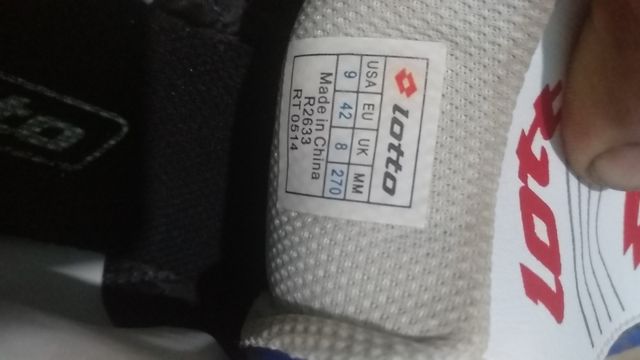 lotto
USA EU UK MM
9 42 8 270
Made in China
R2633
RT 0514
lotto